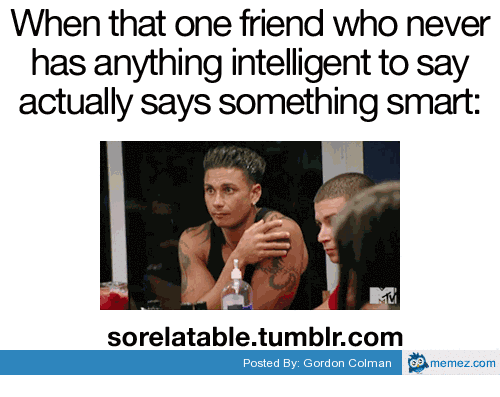 When that one friend who never
has anything intelligent to say
actually says something smart:
MTV
sorelatable.tumblr.com
Posted By: Gordon Colman
memez.com